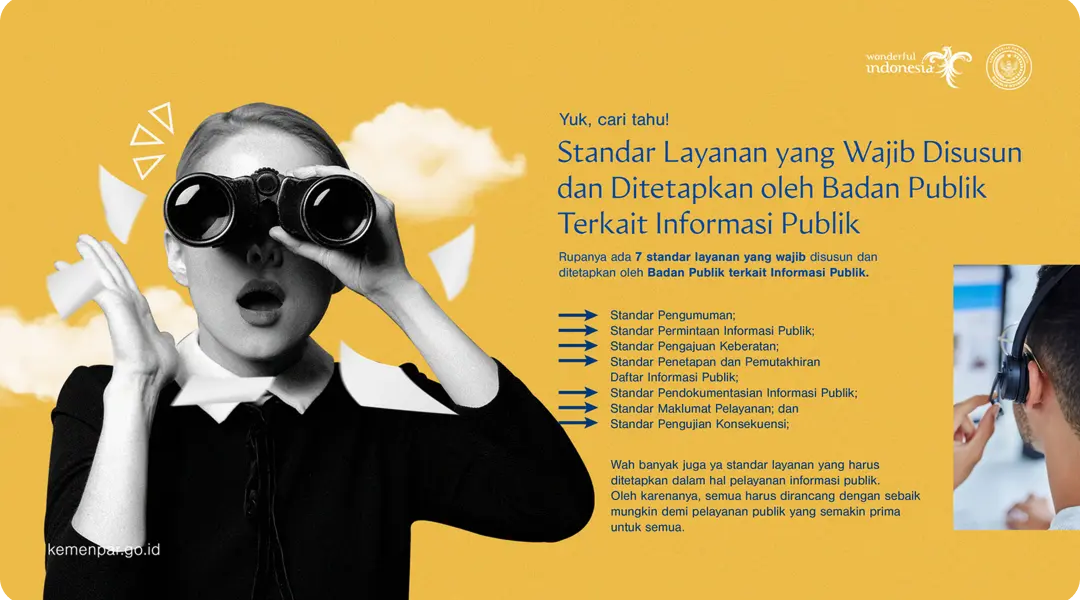 wonderful
indonesia
Yuk, cari tahu!
Standar Layanan yang Wajib Disusun
dan Ditetapkan oleh Badan Publik
Terkait Informasi Publik
Rupanya ada 7 standar layanan yang wajib disusun dan
ditetapkan oleh Badan Publik terkait Informasi Publik.
Standar Pengumuman;
Standar Permintaan Informasi Publik;
Standar Pengajuan Keberatan;
Standar Penetapan dan Pemutakhiran
Daftar Informasi Publik;
Standar Pendokumentasian Informasi Publik;
Standar Maklumat Pelayanan; dan
Standar Pengujian Konsekuensi;
Wah banyak juga ya standar layanan yang harus
ditetapkan dalam hal pelayanan informasi publik.
Oleh karenanya, semua harus dirancang dengan sebaik
mungkin demi pelayanan publik yang semakin prima
untuk semua.
kemenpar.go.id